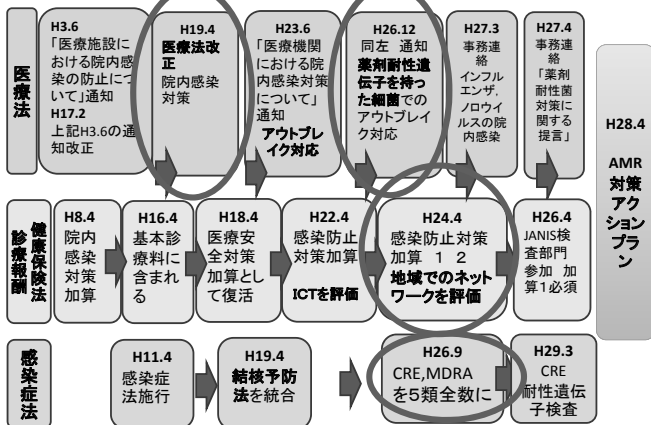 医療法
H3.6
「医療施設に
おける院内感
染の防止につ
いて」通知
H17.2
上記H3.6の通
知改正
H19.4
医療法改
正
院内感染
対策
H23.6
「医療機関
における院
内感染対策
について」
通知
アウトブレ
イク対応
H26.12
同左 通知
薬剤耐性遺
伝子を持っ
た細菌での
アウトブレイ
ク対応
H27.3
事務連
絡
インフル
エンザ,
ノロウイ
ルスの院
内感染
H27.4
事務連
絡
「薬剤
耐性菌
対策に
関する
提言」
H28.4
AMR
対策
アク
ション
プラ
ン
健康保険法
診療報酬
H8.4
院内
感染
対策
加算
H16.4
基本診
療料に
含まれ
る
H18.4
医療安
全対策
加算とし
て復活
H22.4
感染防止
対策加算
ICTを評価
H24.4
感染防止対策
加算 1 2
地域でのネット
ワークを評価
H26.4
JANIS検
査部門
参加 加
算1必須
感染症法
H11.4
感染症
法施行
H19.4
結核予防
法を統合
H26.9
CRE,MDRA
を5類全数に
H29.3
CRE
耐性遺伝
子検査